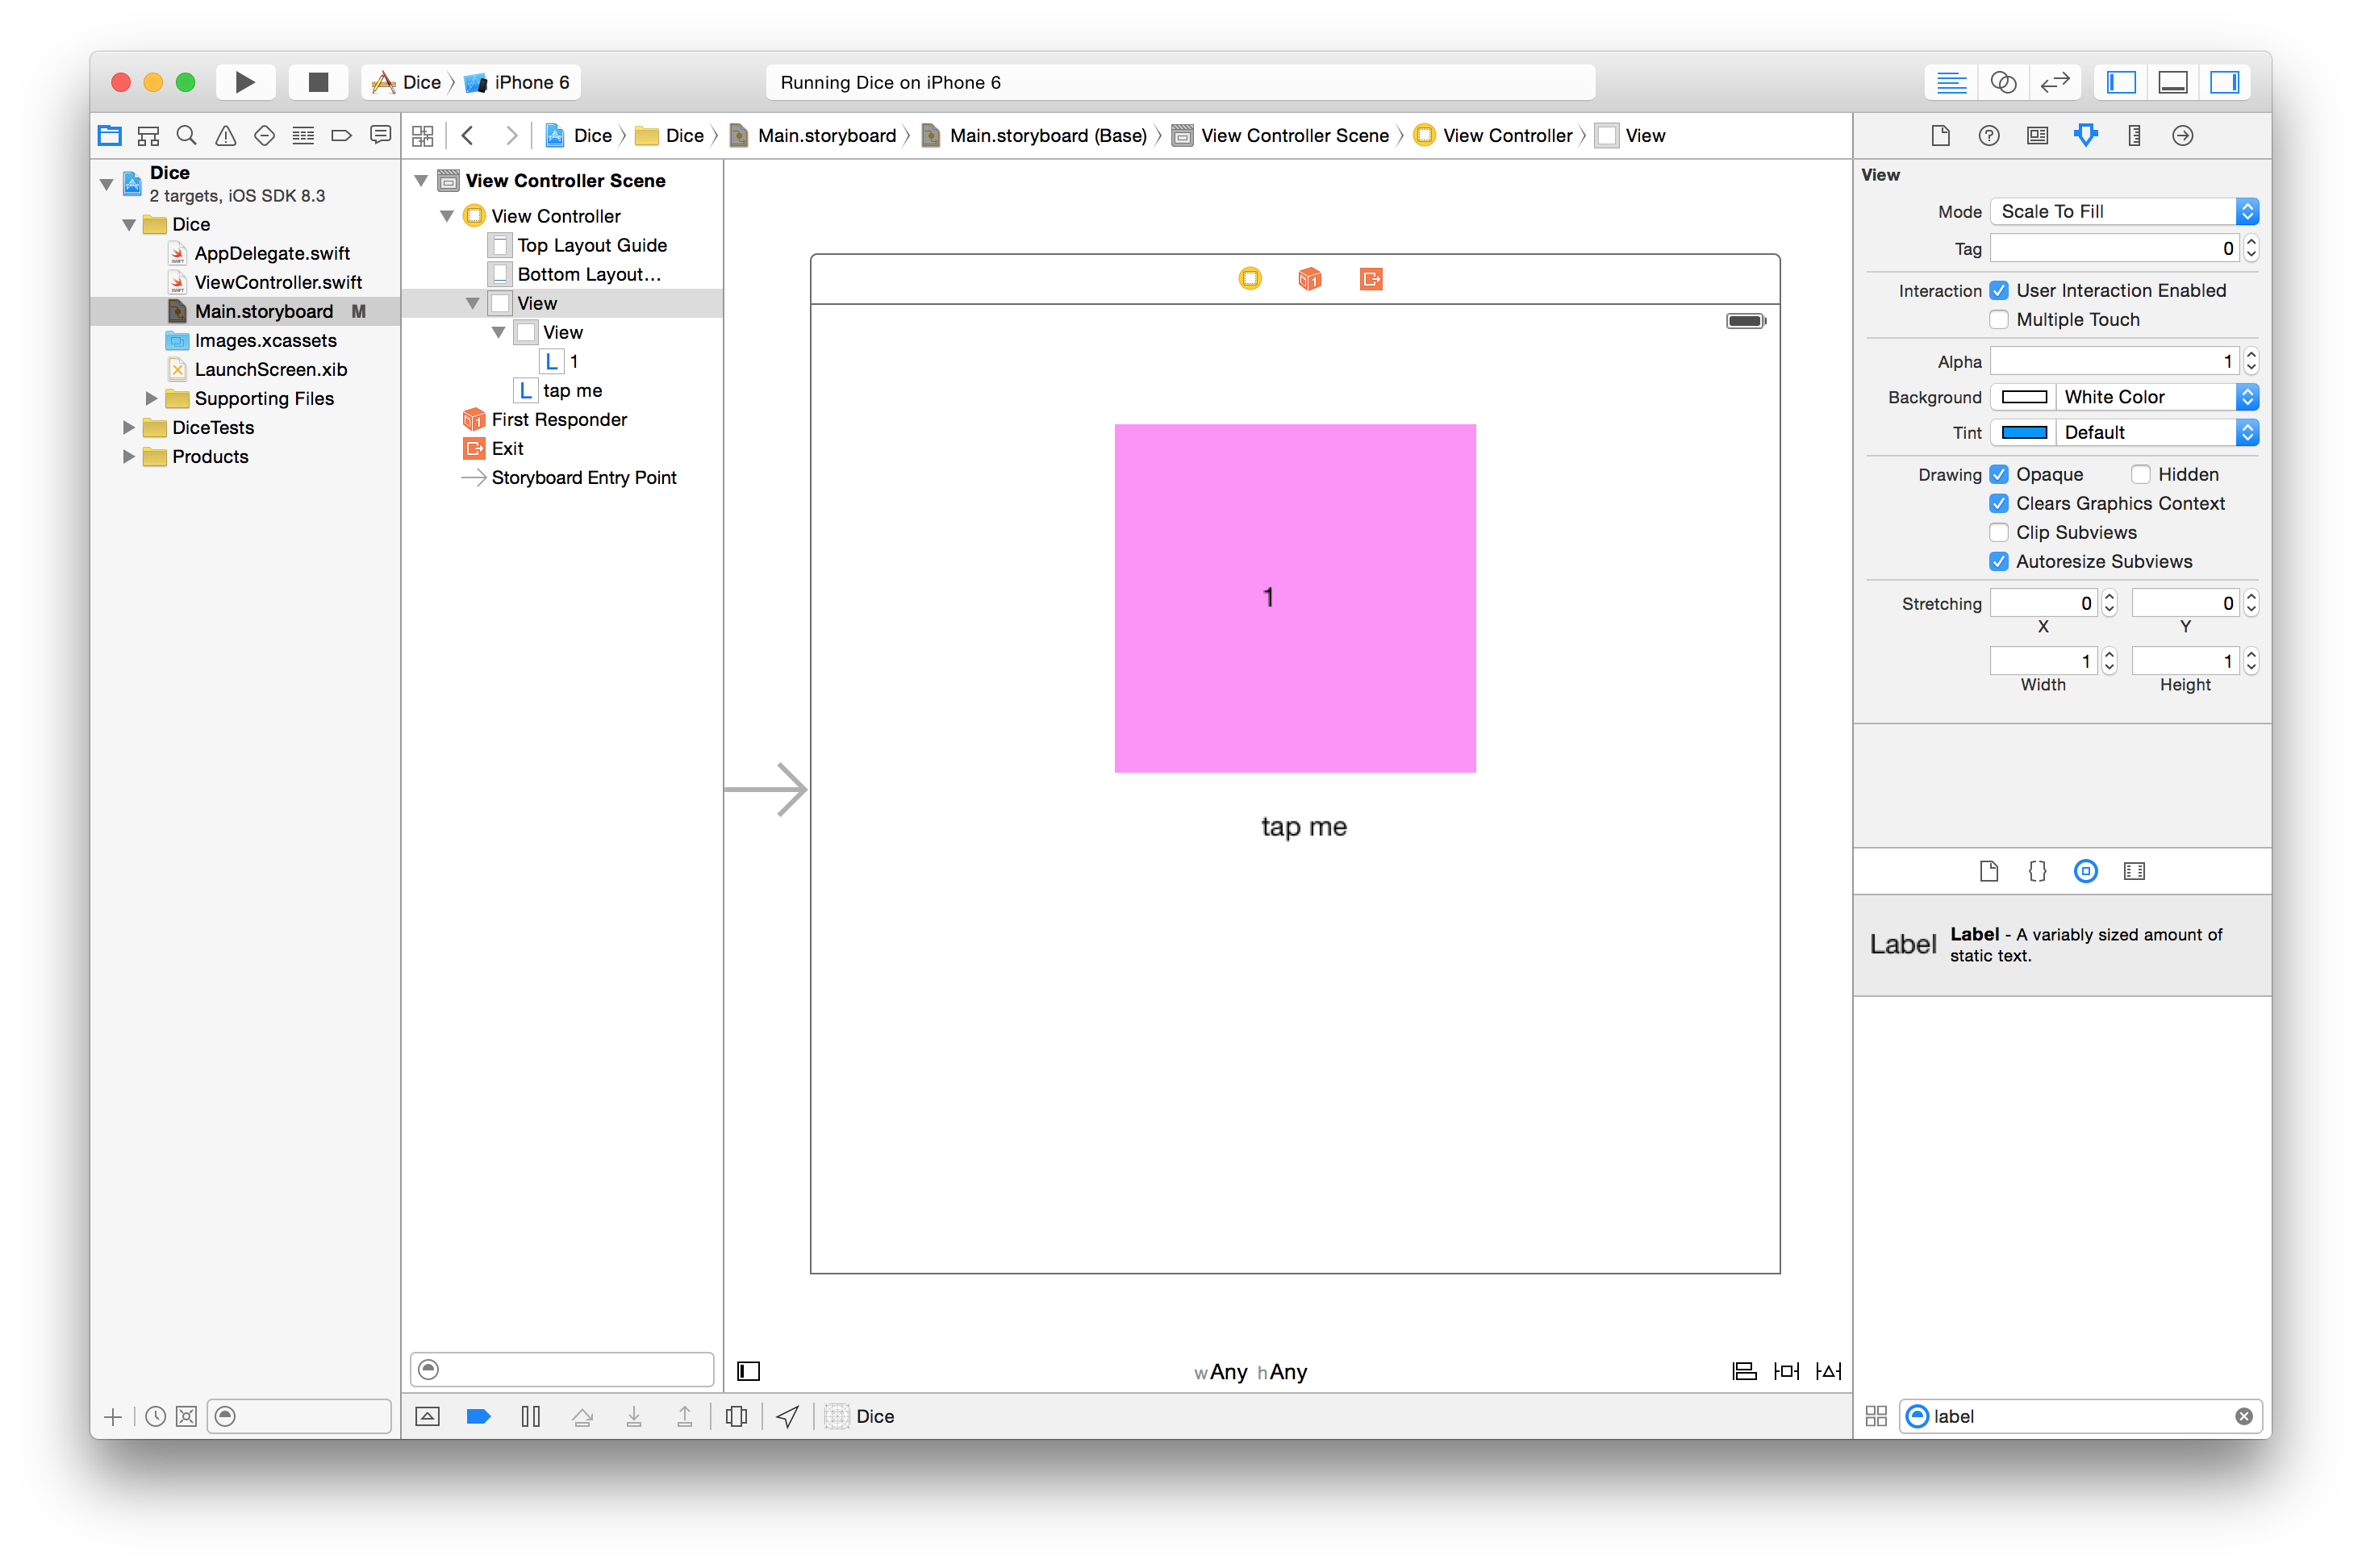 Dice
iPhone 6
Running Dice on iPhone 6
Dice
Dice
Main.storyboard
Main.storyboard (Base)
View Controller Scene
View Controller
View
Dice
2 targets, iOS SDK 8.3
Dice
AppDelegate.swift
ViewController.swift
Main.storyboard M
Images.xcassets
LaunchScreen.xib
Supporting Files
DiceTests
Products
View Controller Scene
View Controller
Top Layout Guide
Bottom Layout…
View
View
L 1
L tap me
First Responder
Exit
Storyboard Entry Point
1
tap me
wAny hAny
Dice
View
Mode Scale To Fill
Tag 0
Interaction User Interaction Enabled
Multiple Touch
Alpha 1
Background White Color
Tint Default
Drawing Opaque Hidden
Clears Graphics Context
Clip Subviews
Autoresize Subviews
Stretching 0 0
X Y
1 1
Width Height
{}
Label
Label - A variably sized amount of
static text.
label